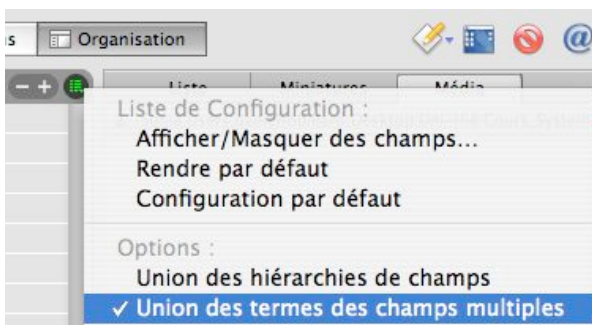 s Organisation
Liste Miniatures Média
Liste de Configuration :
Afficher/Masquer des champs...
Rendre par défaut
Configuration par défaut
Options :
Union des hiérarchies de champs
✓ Union des termes des champs multiples